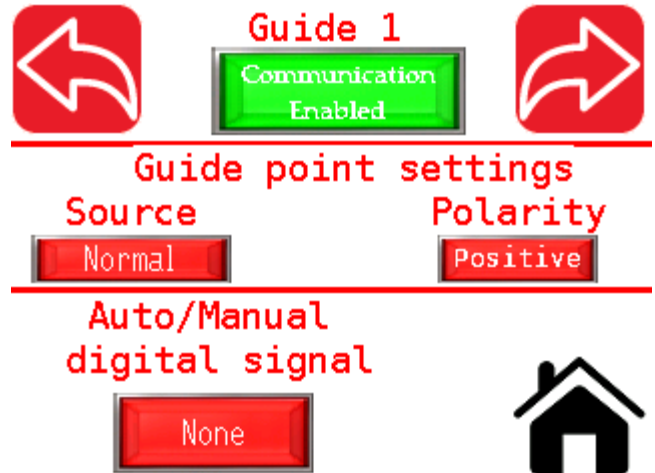 Guide 1
Communication
Enabled
Guide point settings
Source
Polarity
Normal
Positive
Auto/Manual
digital signal
None